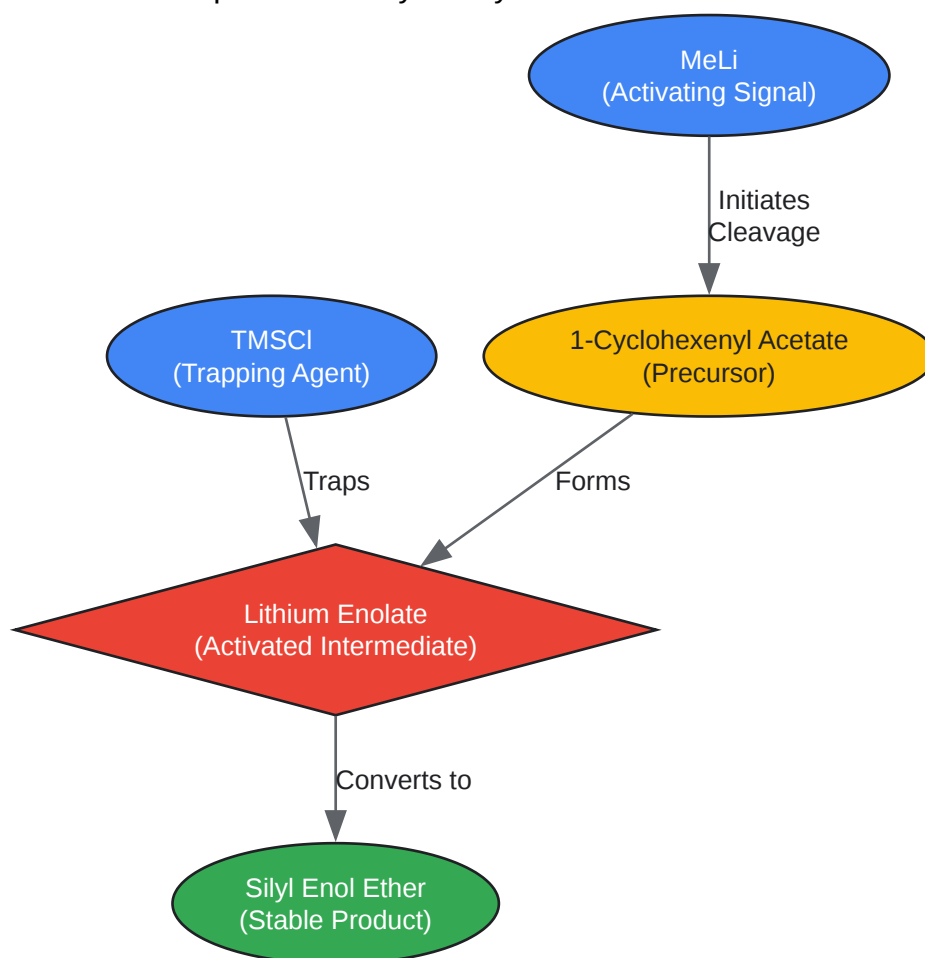 MeLi
(Activating Signal)
Initiates
Cleavage
TMSCl
(Trapping Agent)
1-Cyclohexenyl Acetate
(Precursor)
Traps
Forms
Lithium Enolate
(Activated Intermediate)
Converts to
Silyl Enol Ether
(Stable Product)